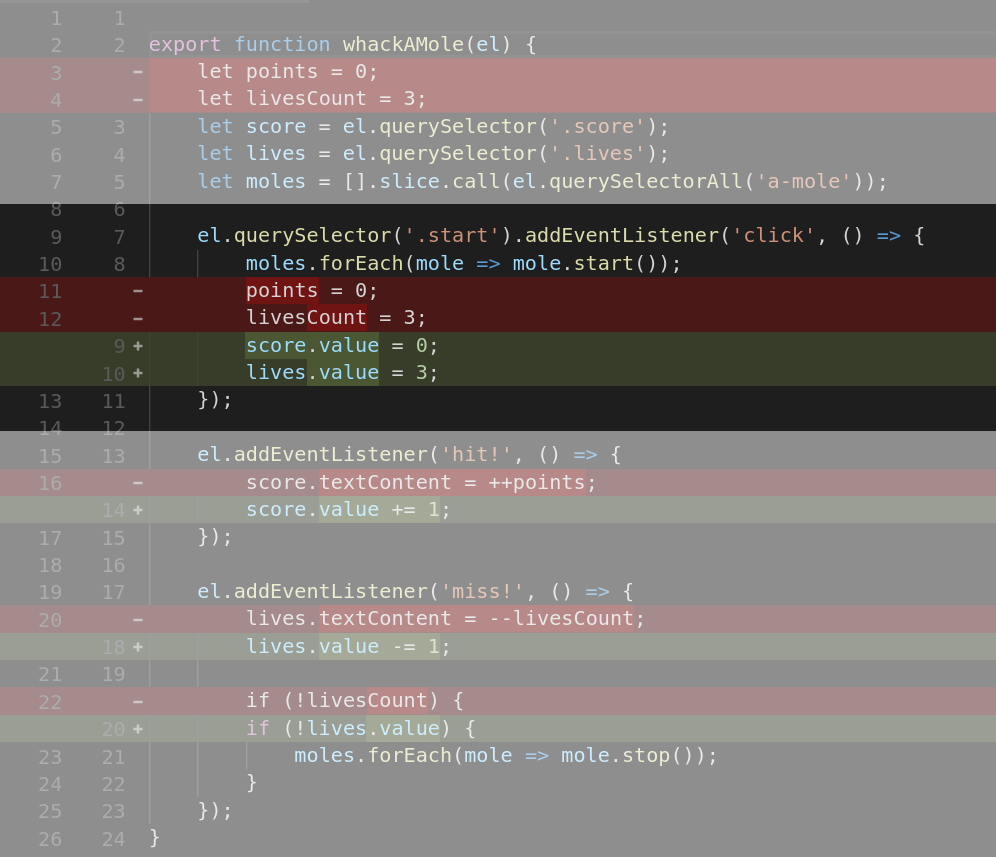 1 1
2 2 export function whackAMole(el) {
3 - let points = 0;
4 - let livesCount = 3;
5 3 let score = el.querySelector('.score');
6 4 let lives = el.querySelector('.lives');
7 5 let moles = [].slice.call(el.querySelectorAll('a-mole'));
8 6
9 7 el.querySelector('.start').addEventListener('click', () => {
10 8 moles.forEach(mole => mole.start());
11 - points = 0;
12 - livesCount = 3;
9 + score.value = 0;
10 + lives.value = 3;
13 11 });
14 12
15 13 el.addEventListener('hit!', () => {
16 - score.textContent = ++points;
14 + score.value += 1;
17 15 });
18 16
19 17 el.addEventListener('miss!', () => {
20 - lives.textContent = --livesCount;
18 + lives.value -= 1;
21 19
22 - if (!livesCount) {
20 + if (!lives.value) {
23 21 moles.forEach(mole => mole.stop());
24 22 }
25 23 });
26 24 }